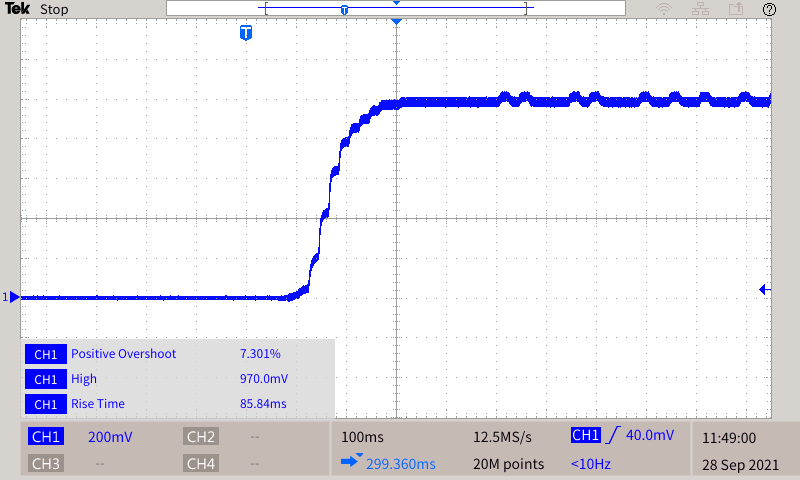 Tek Stop
T
?
T
1
CH1 Positive Overshoot 7.301%
CH1 High 970.0mV
CH1 Rise Time 85.84ms
CH1 200mV CH2 -- 100ms 12.5MS/s CH1 40.0mV 11:49:00
CH3 -- CH4 -- 299.360ms 20M points <10Hz 28 Sep 2021